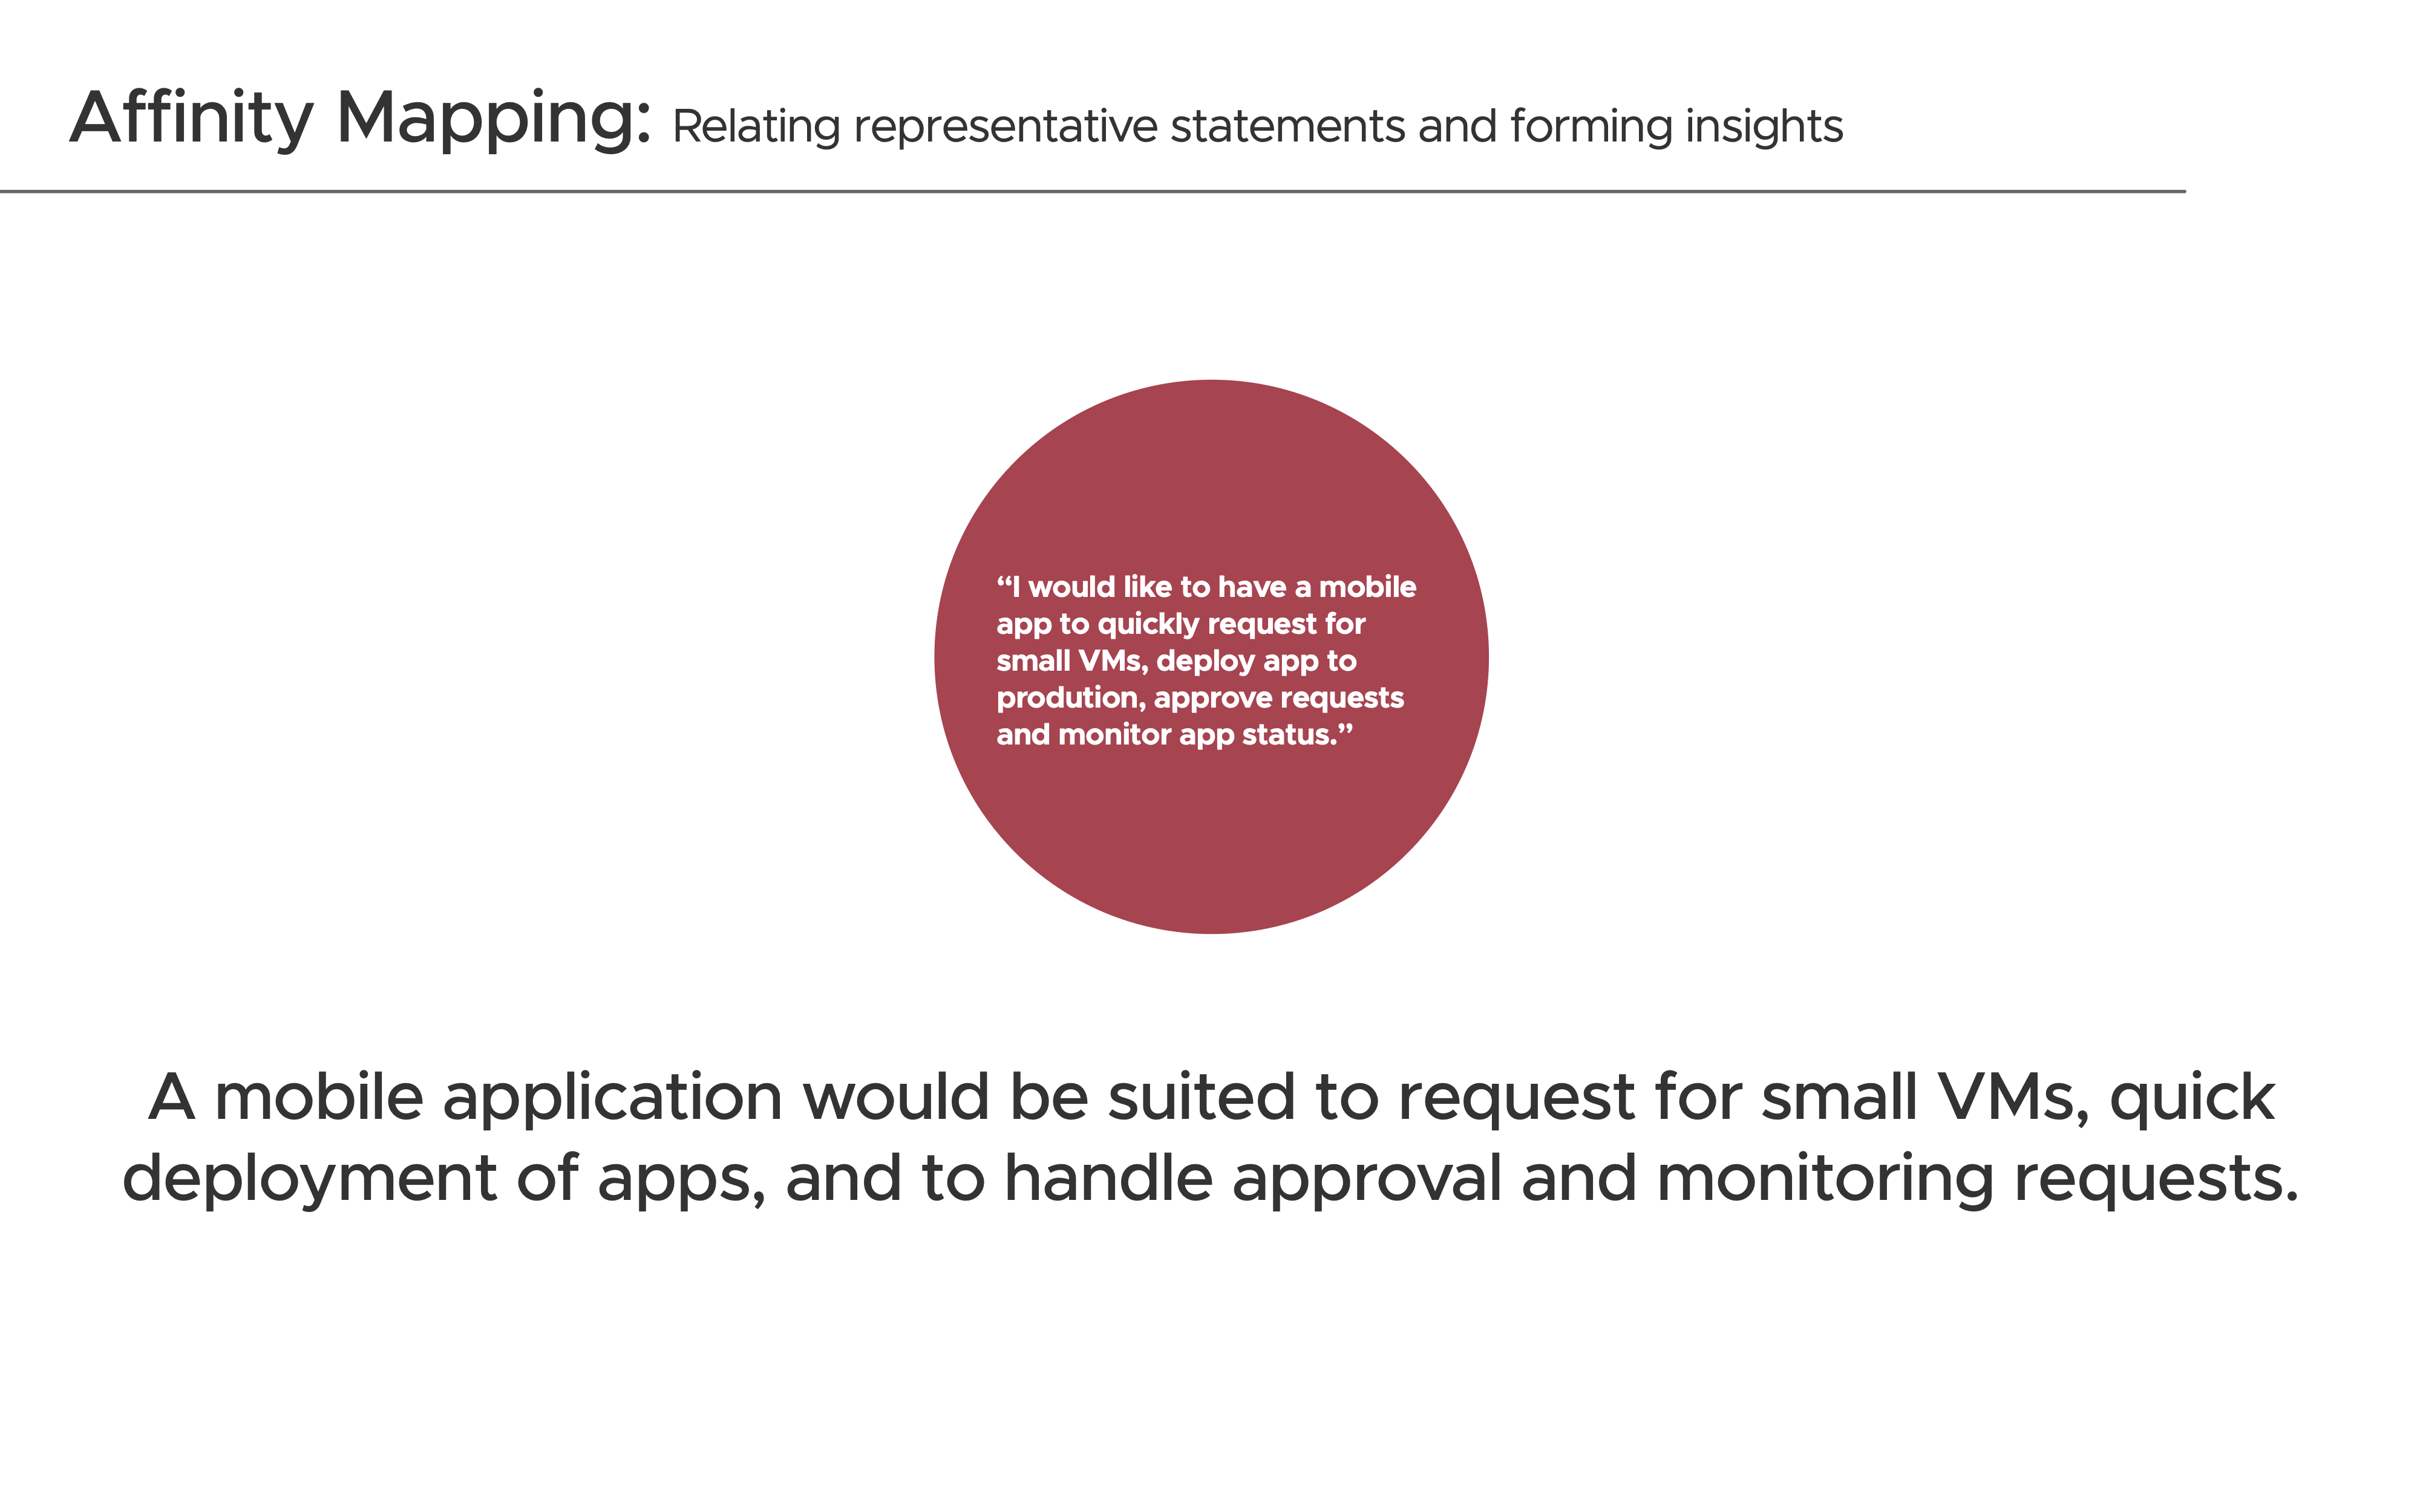 Affinity Mapping: Relating representative statements and forming insights
“I would like to have a mobile
app to quickly request for
small VMs, deploy app to
prodution, approve requests
and monitor app status.”
A mobile application would be suited to request for small VMs, quick
deployment of apps, and to handle approval and monitoring requests.